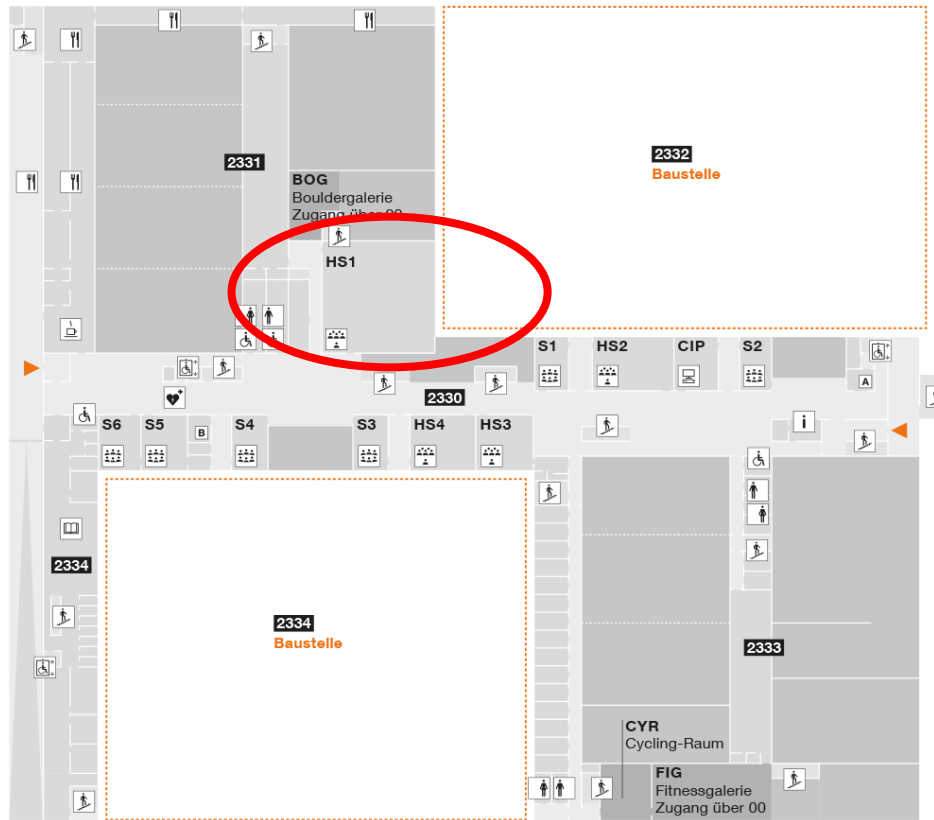 2331
2332
Baustelle
BOG
Bouldergalerie
Zugang über 00
HS1
S1
HS2
CIP
S2
A
2330
S6
S5
B
S4
S3
HS4
HS3
i
2334
2334
Baustelle
2333
CYR
Cycling-Raum
FIG
Fitnessgalerie
Zugang über 00